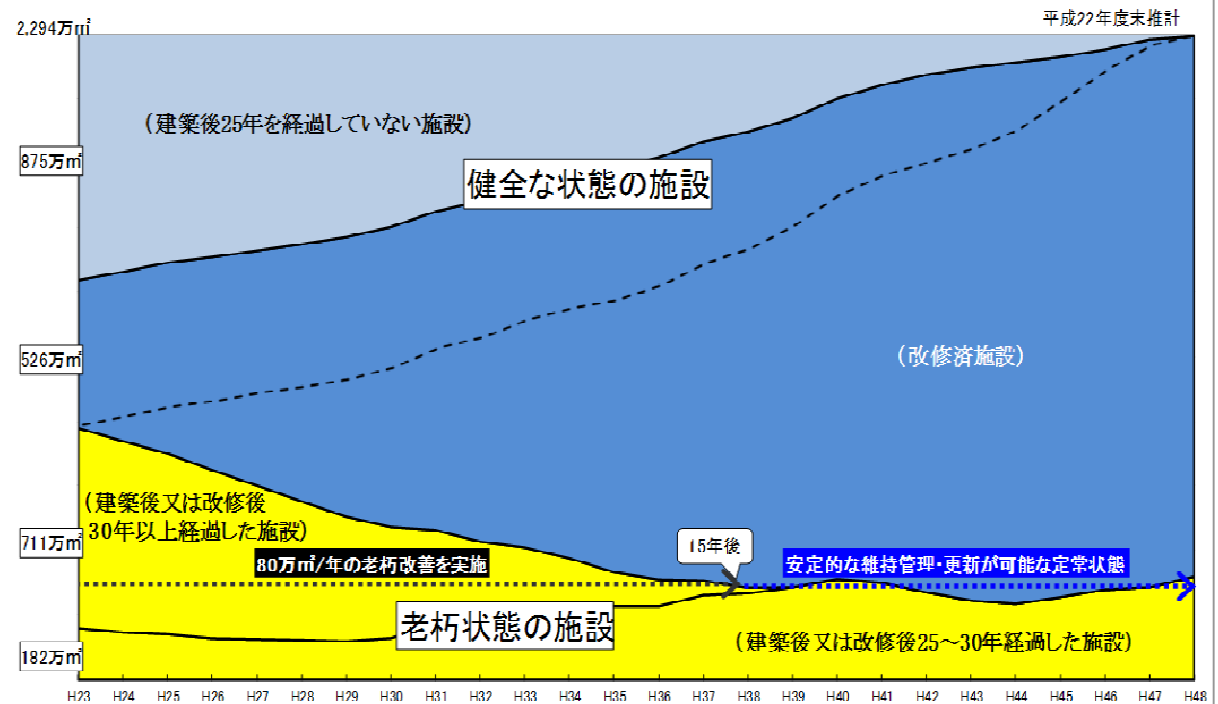 平成22年度末推計
2,294万㎡
（建築後25年を経過していない施設）
875万㎡
健全な状態の施設
526万㎡
（改修済施設）
（建築後又は改修後
30年以上経過した施設）
711万㎡
15年後
80万㎡/年の老朽改善を実施
安定的な維持管理・更新が可能な定常状態
老朽状態の施設
（建築後又は改修後25～30年経過した施設）
182万㎡
H23 H24 H25 H26 H27 H28 H29 H30 H31 H32 H33 H34 H35 H36 H37 H38 H39 H40 H41 H42 H43 H44 H45 H46 H47 H48